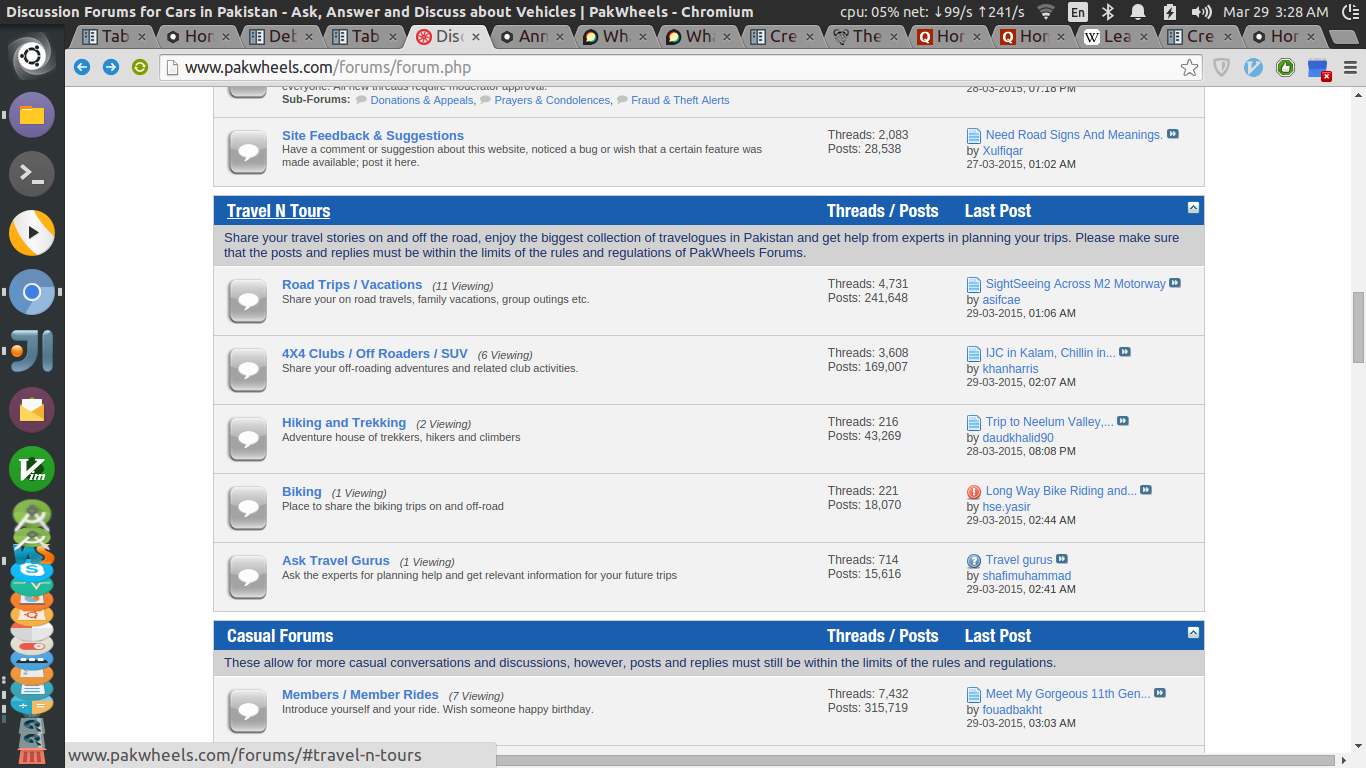 Discussion Forums for Cars in Pakistan - Ask, Answer and Discuss about Vehicles | PakWheels - Chromium
cpu: 05% net: ↓99/s ↑241/s
En
Mar 29 3:28 AM
Tab
Hor
Del
Tab
Disc
Ann
Wha
Wha
Cre
The
Hor
Hor
Lea
Cre
Hor
www.pakwheels.com/forums/forum.php
everyone. All new threads require moderator approval.
28-03-2015, 07:18 PM
Sub-Forums: Donations & Appeals, Prayers & Condolences, Fraud & Theft Alerts
Site Feedback & Suggestions
Have a comment or suggestion about this website, noticed a bug or wish that a certain feature was
made available; post it here.
Threads: 2,083
Posts: 28,538
Need Road Signs And Meanings.
by Xulfiqar
27-03-2015, 01:02 AM
Travel N Tours Threads / Posts Last Post
Share your travel stories on and off the road, enjoy the biggest collection of travelogues in Pakistan and get help from experts in planning your trips. Please make sure
that the posts and replies must be within the limits of the rules and regulations of PakWheels Forums.
Road Trips / Vacations (11 Viewing)
Share your on road travels, family vacations, group outings etc.
Threads: 4,731
Posts: 241,648
SightSeeing Across M2 Motorway
by asifcae
29-03-2015, 01:06 AM
4X4 Clubs / Off Roaders / SUV (6 Viewing)
Share your off-roading adventures and related club activities.
Threads: 3,608
Posts: 169,007
IJC in Kalam, Chillin in...
by khanharris
29-03-2015, 02:07 AM
Hiking and Trekking (2 Viewing)
Adventure house of trekkers, hikers and climbers
Threads: 216
Posts: 43,269
Trip to Neelum Valley,...
by daudkhalid90
28-03-2015, 08:08 PM
Biking (1 Viewing)
Place to share the biking trips on and off-road
Threads: 221
Posts: 18,070
Long Way Bike Riding and...
by hse.yasir
29-03-2015, 02:44 AM
Ask Travel Gurus (1 Viewing)
Ask the experts for planning help and get relevant information for your future trips
Threads: 714
Posts: 15,616
Travel gurus
by shafimuhammad
29-03-2015, 02:41 AM
Casual Forums Threads / Posts Last Post
These allow for more casual conversations and discussions, however, posts and replies must still be within the limits of the rules and regulations.
Members / Member Rides (7 Viewing)
Introduce yourself and your ride. Wish someone happy birthday.
Threads: 7,432
Posts: 315,719
Meet My Gorgeous 11th Gen...
by fouadbakht
29-03-2015, 03:03 AM
www.pakwheels.com/forums/#travel-n-tours